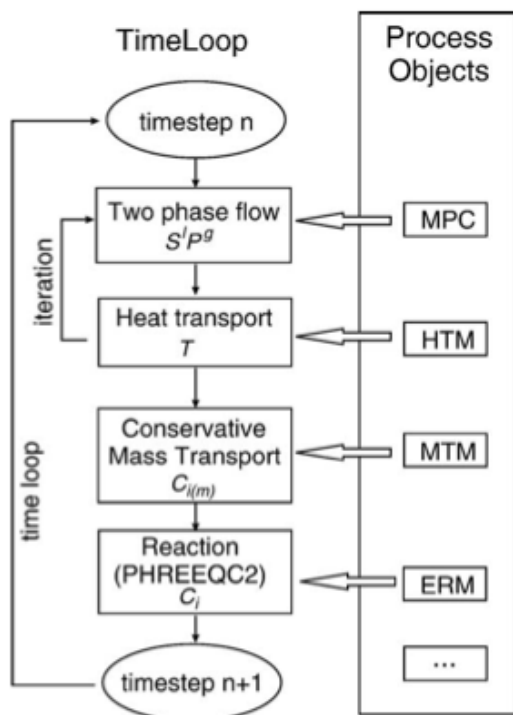 TimeLoop
timestep n
Two phase flow
S^l P^g
Heat transport
T
Conservative
Mass Transport
C_i(m)
Reaction
(PHREEQC2)
C_i
timestep n+1
iteration
time loop
Process
Objects
MPC
HTM
MTM
ERM
...